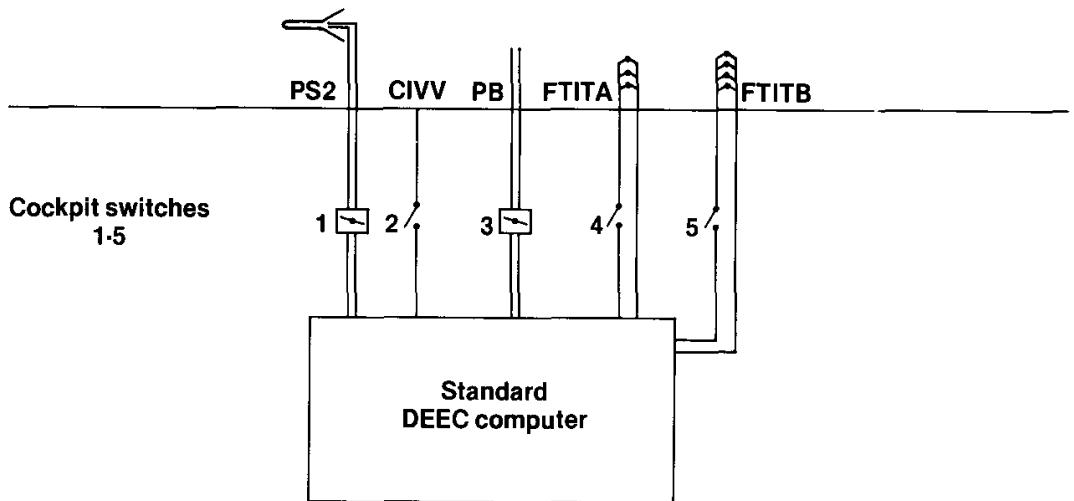 PS2 CIVV PB FTITA FTITB
Cockpit switches
1-5
1 2 3 4 5
Standard
DEEC computer